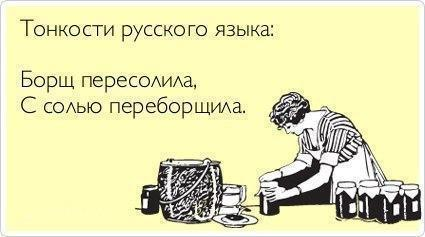 Тонкости русского языка:
Борщ пересолила,
С солью переборщила.